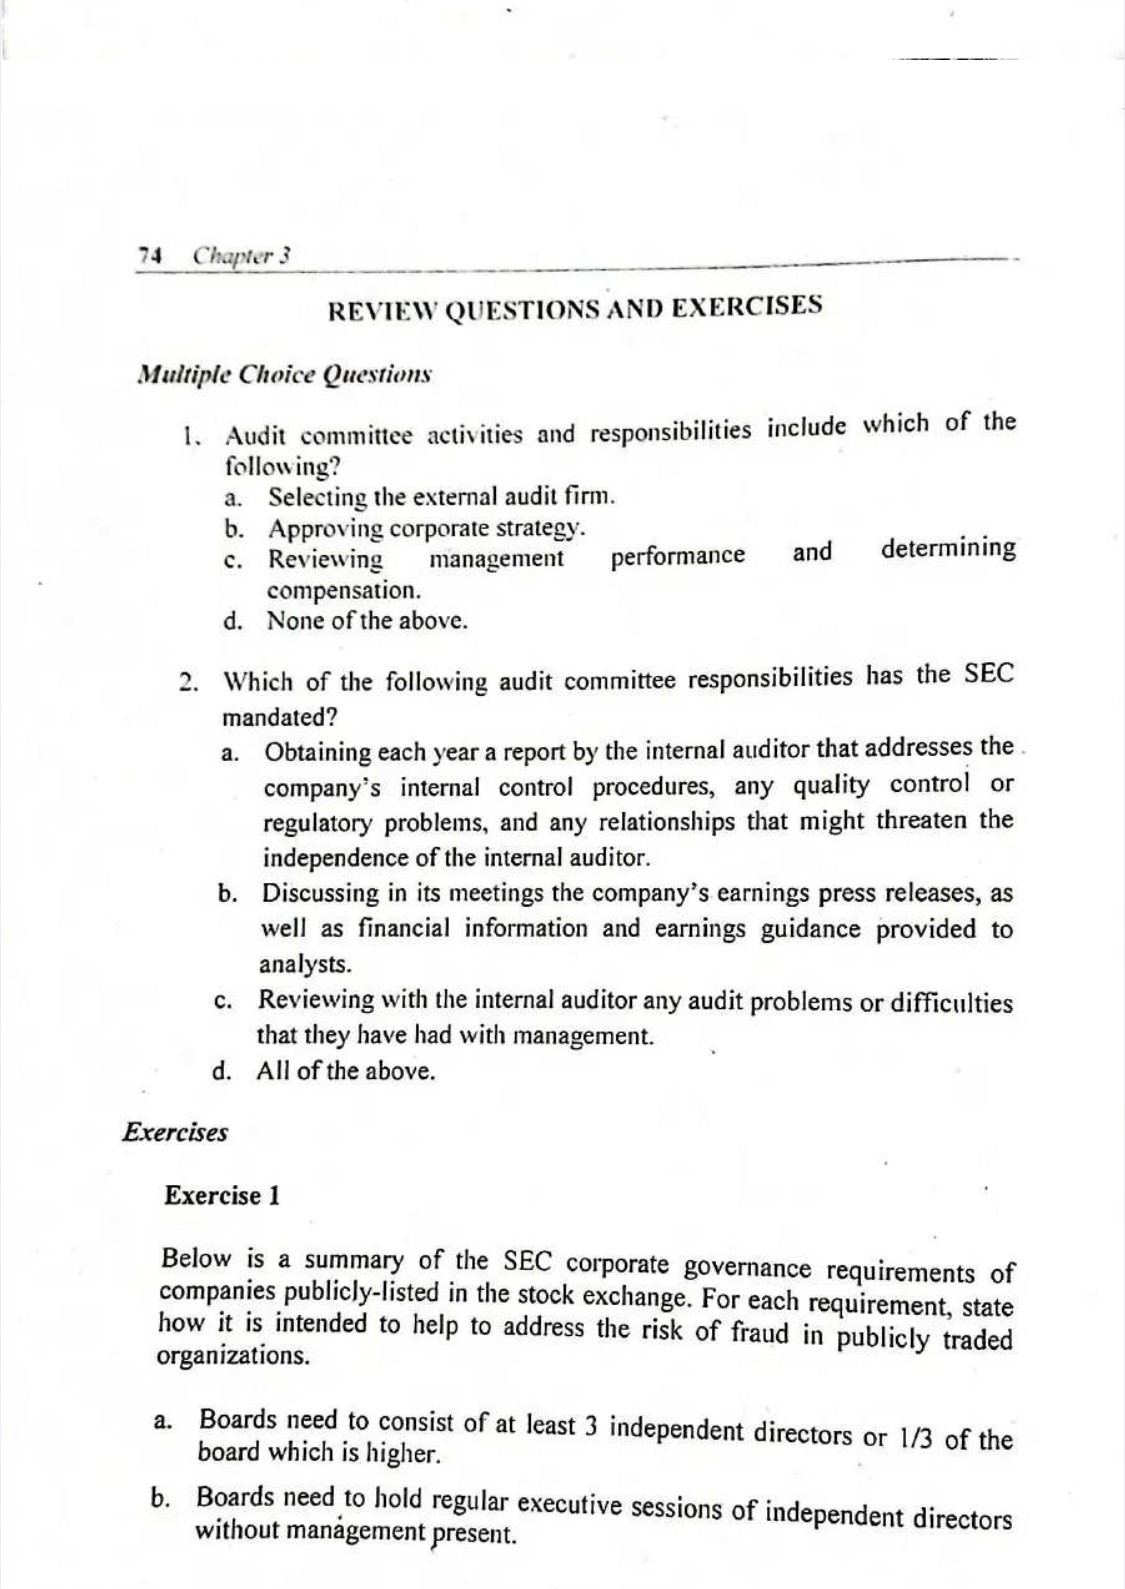 74 Chapter 3
REVIEW QUESTIONS AND EXERCISES
Multiple Choice Questions
1. Audit committee activities and responsibilities include which of the
following?
a. Selecting the external audit firm.
b. Approving corporate strategy.
c. Reviewing management performance and determining
compensation.
d. None of the above.
2. Which of the following audit committee responsibilities has the SEC
mandated?
a. Obtaining each year a report by the internal auditor that addresses the
company's internal control procedures, any quality control or
regulatory problems, and any relationships that might threaten the
independence of the internal auditor.
b. Discussing in its meetings the company's earnings press releases, as
well as financial information and earnings guidance provided to
analysts.
c. Reviewing with the internal auditor any audit problems or difficulties
that they have had with management.
d. All of the above.
Exercises
Exercise 1
Below is a summary of the SEC corporate governance requirements of
companies publicly-listed in the stock exchange. For each requirement, state
how it is intended to help to address the risk of fraud in publicly traded
organizations.
a. Boards need to consist of at least 3 independent directors or 1/3 of the
board which is higher.
b. Boards need to hold regular executive sessions of independent directors
without management present.